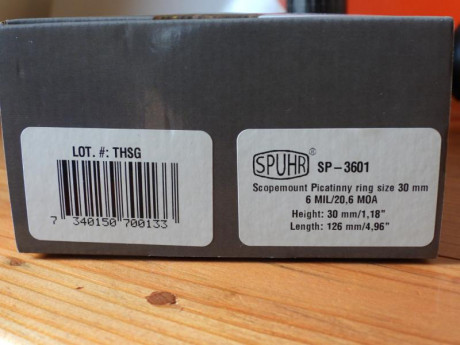 LOT. #: THSG
7 340150 700133
SPUHR® SP-3601
Scopemount Picatinny ring size 30 mm
6 MIL/20,6 MOA
Height: 30 mm/1,18"
Length: 126 mm/4,96"